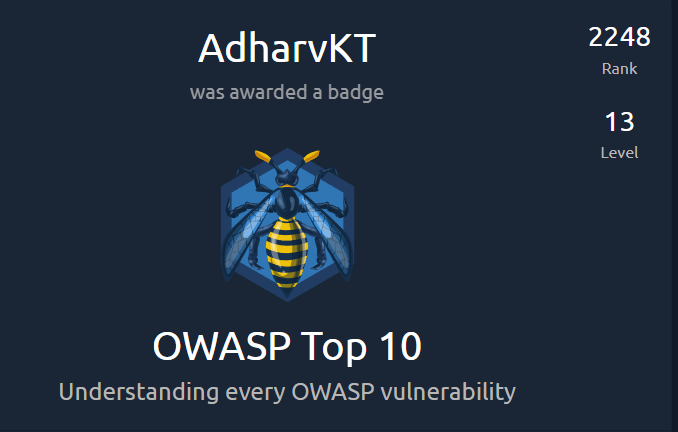 AdharvKT
was awarded a badge
2248
Rank
13
Level
OWASP Top 10
Understanding every OWASP vulnerability